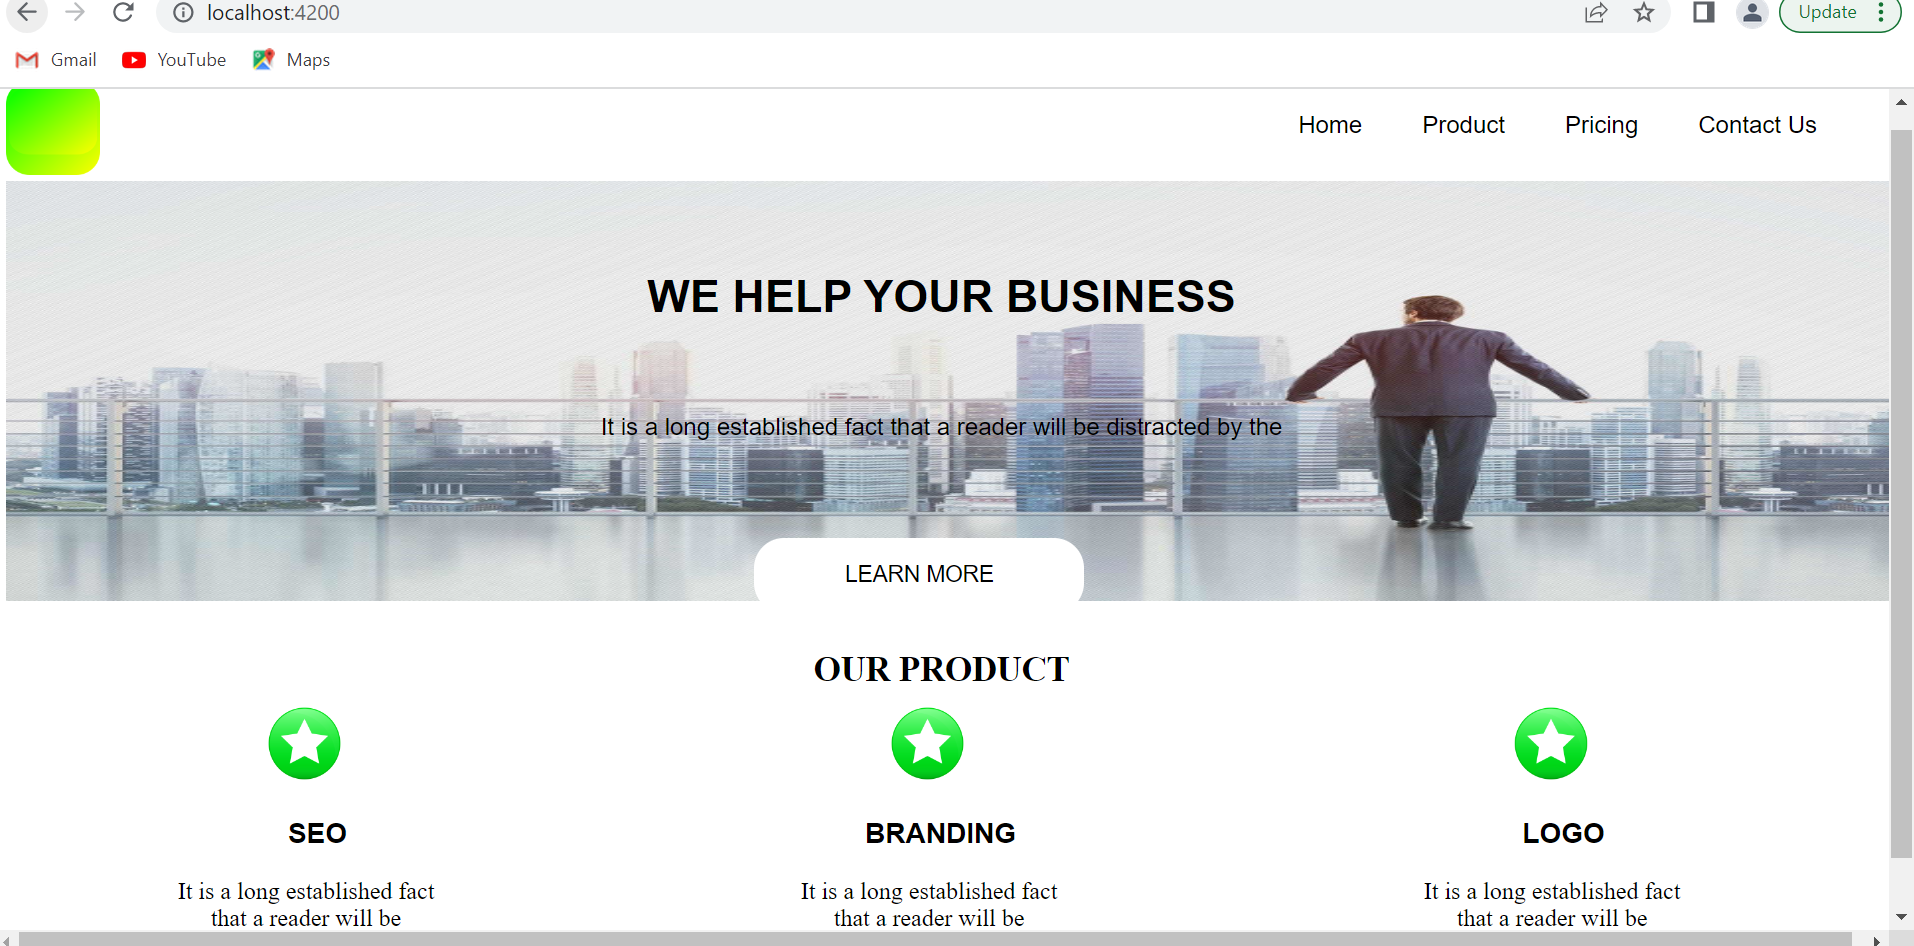 localhost:4200
Update
Gmail YouTube Maps
Home Product Pricing Contact Us
WE HELP YOUR BUSINESS
It is a long established fact that a reader will be distracted by the
LEARN MORE
OUR PRODUCT
SEO
It is a long established fact
that a reader will be
BRANDING
It is a long established fact
that a reader will be
LOGO
It is a long established fact
that a reader will be